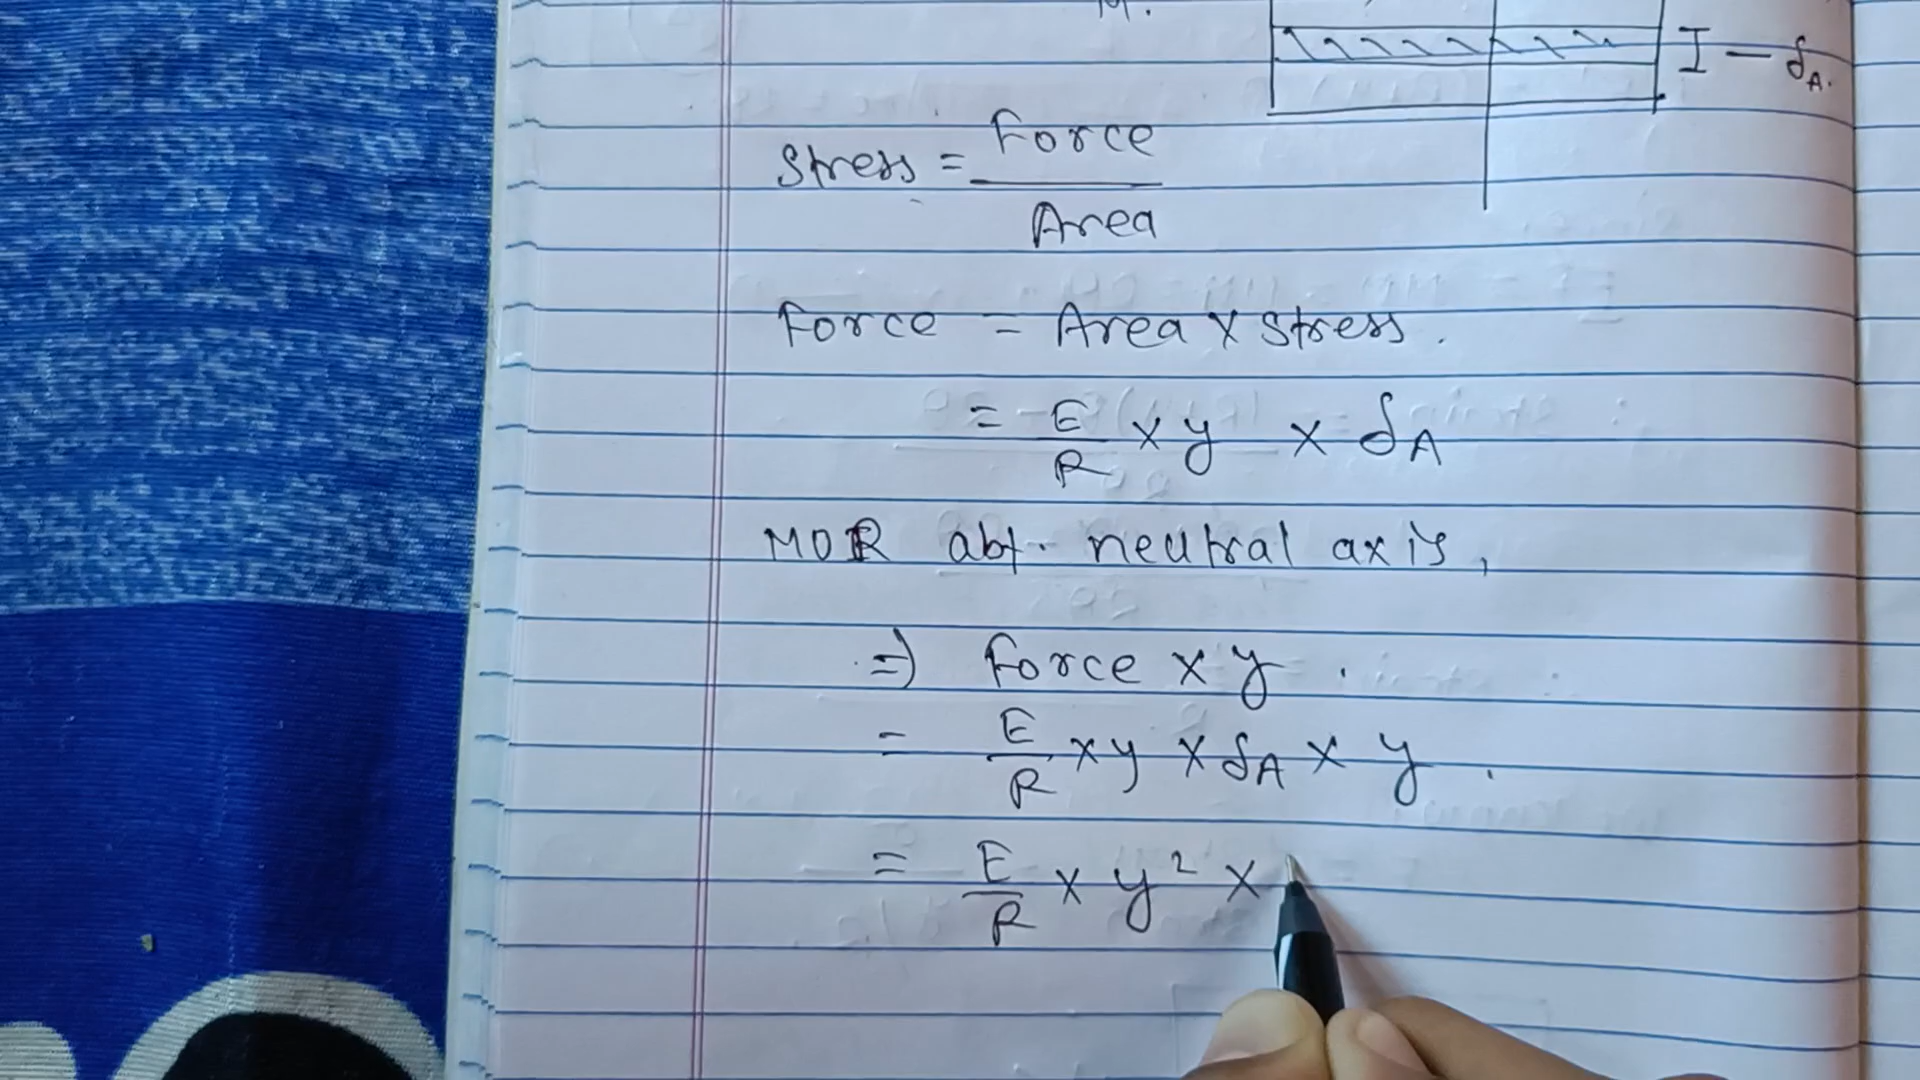 M.
I - δA.
Stress = Force / Area
Force = Area x Stress.
= E/R x y x δA
MOR abt. neutral axis,
=) Force x y.
= E/R x y x δA x y.
= E/R x y² x